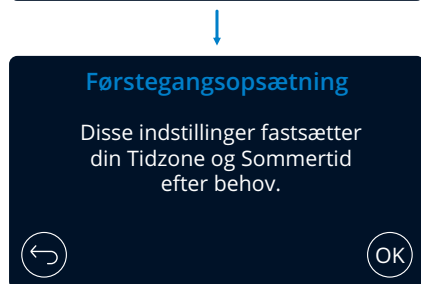 Førstegangsopsætning
Disse indstillinger fastsætter
din Tidzone og Sommertid
efter behov.
OK